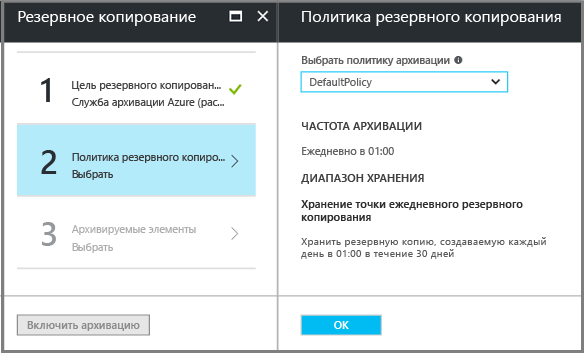 Резервное копирование
1
Цель резервного копирован...
Служба архивации Azure (рас...
2
Политика резервного копиро...
Выбрать
3
Архивируемые элементы
Выбрать
Включить архивацию
Политика резервного копирования
Выбрать политику архивации
DefaultPolicy
ЧАСТОТА АРХИВАЦИИ
Ежедневно в 01:00
ДИАПАЗОН ХРАНЕНИЯ
Хранение точки ежедневного резервного
копирования
Хранить резервную копию, создаваемую каждый
день в 01:00 в течение 30 дней
ОК